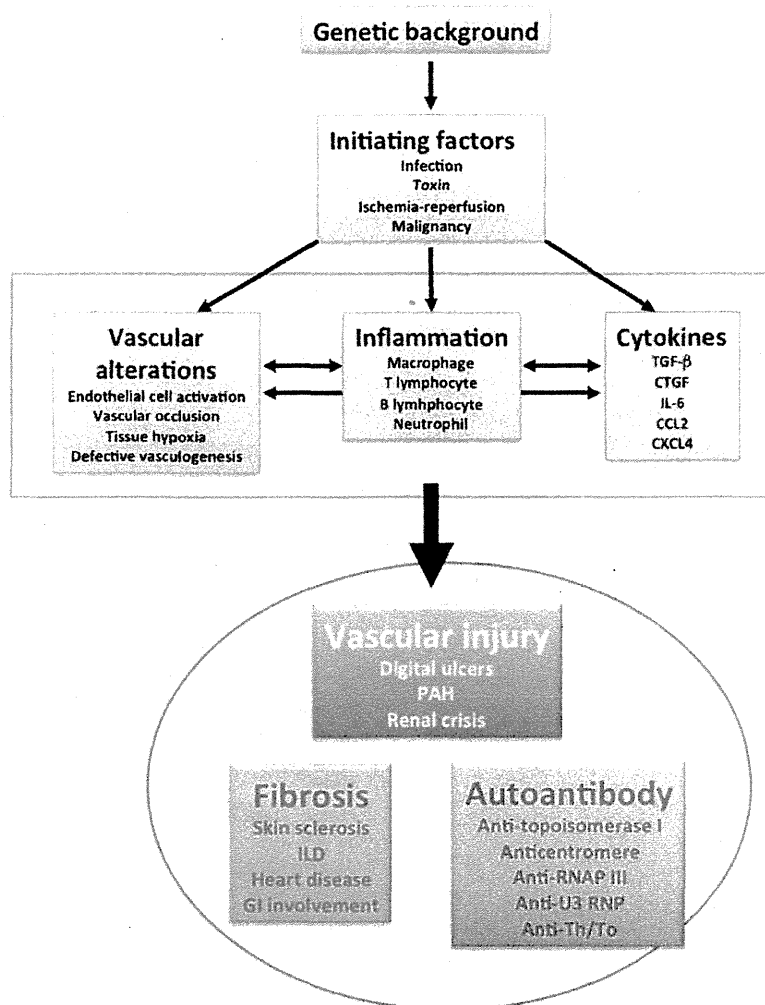 Genetic background
Initiating factors
Infection
Toxin
Ischemia-reperfusion
Malignancy
Vascular
alterations
Endothelial cell activation
Vascular occlusion
Tissue hypoxia
Defective vasculogenesis
Inflammation
Macrophage
T lymphocyte
B lymhphocyte
Neutrophil
Cytokines
TGF-β
CTGF
IL-6
CCL2
CXCL4
Vascular injury
Digital ulcers
PAH
Renal crisis
Fibrosis
Skin sclerosis
ILD
Heart disease
GI involvement
Autoantibody
Anti-topoisomerase I
Anticentromere
Anti-RNAP III
Anti-U3 RNP
Anti-Th/To